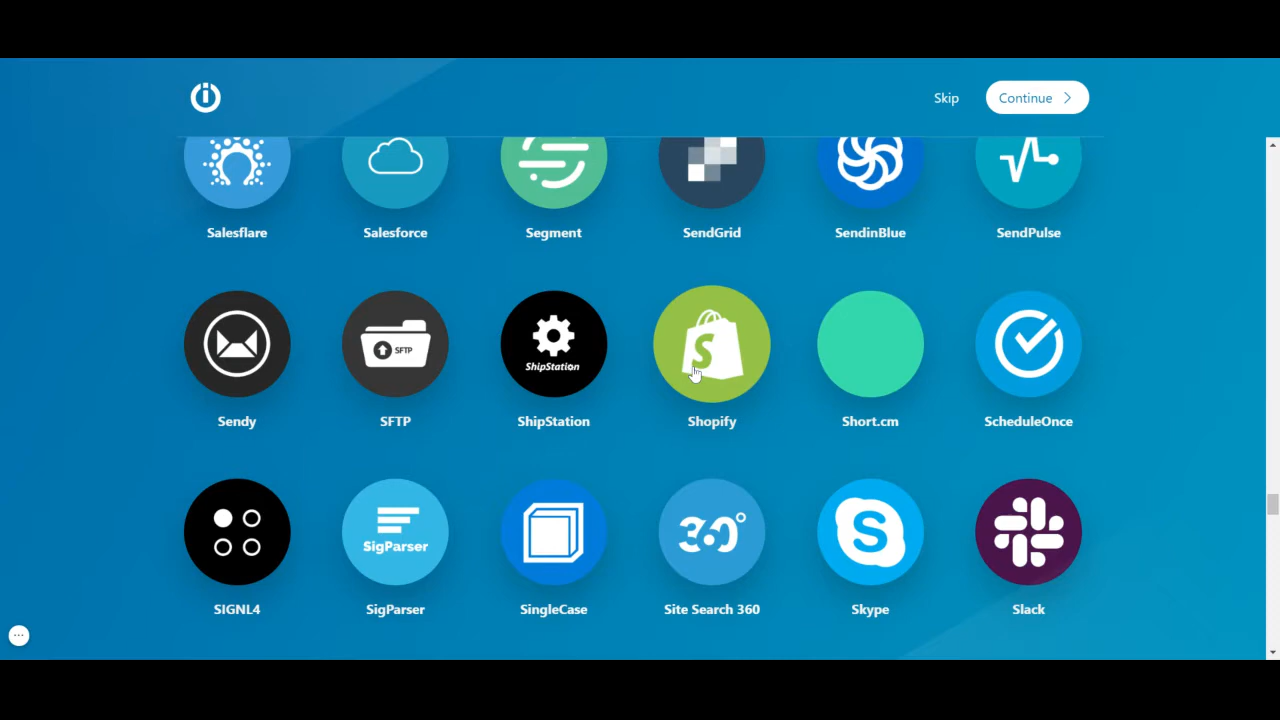 Skip
Continue
Salesflare
Salesforce
Segment
SendGrid
SendinBlue
SendPulse
SFTP
ShipStation
S
Sendy
SFTP
ShipStation
Shopify
Short.cm
ScheduleOnce
SigParser
360°
S
SIGNL4
SigParser
SingleCase
Site Search 360
Skype
Slack